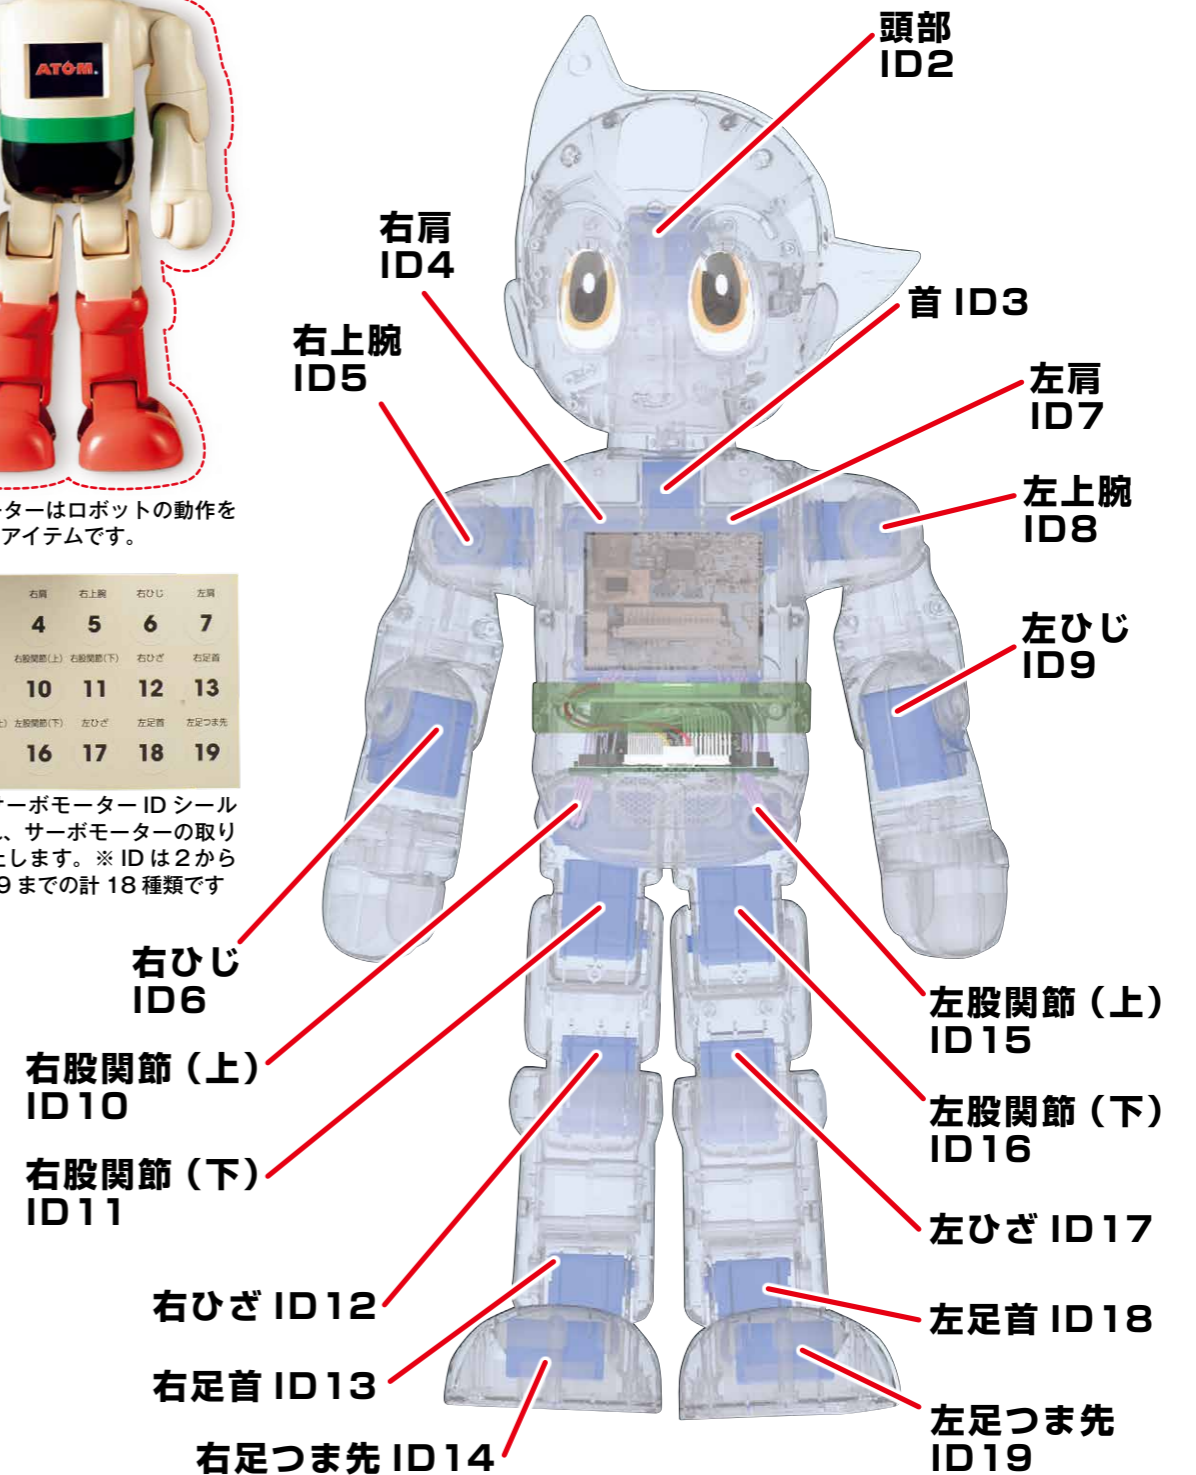 ATOM.
ーターはロボットの動作を
アイテムです。
右肩 右上腕 右ひじ 左肩
4 5 6 7
右股関節(上) 右股関節(下) 右ひざ 右足首
10 11 12 13
左股関節(下) 左ひざ 左足首 左足つま先
16 17 18 19
サーボモーター ID シール
、サーボモーターの取り
とします。※ ID は 2 から
9 までの計 18 種類です
頭部
ID2
右肩
ID4
首 ID3
右上腕
ID5
左肩
ID7
左上腕
ID8
左ひじ
ID9
右ひじ
ID6
左股関節（上）
ID15
右股関節（上）
ID10
左股関節（下）
ID16
右股関節（下）
ID11
左ひざ ID17
右ひざ ID12
左足首 ID18
右足首 ID13
左足つま先
ID19
右足つま先 ID14